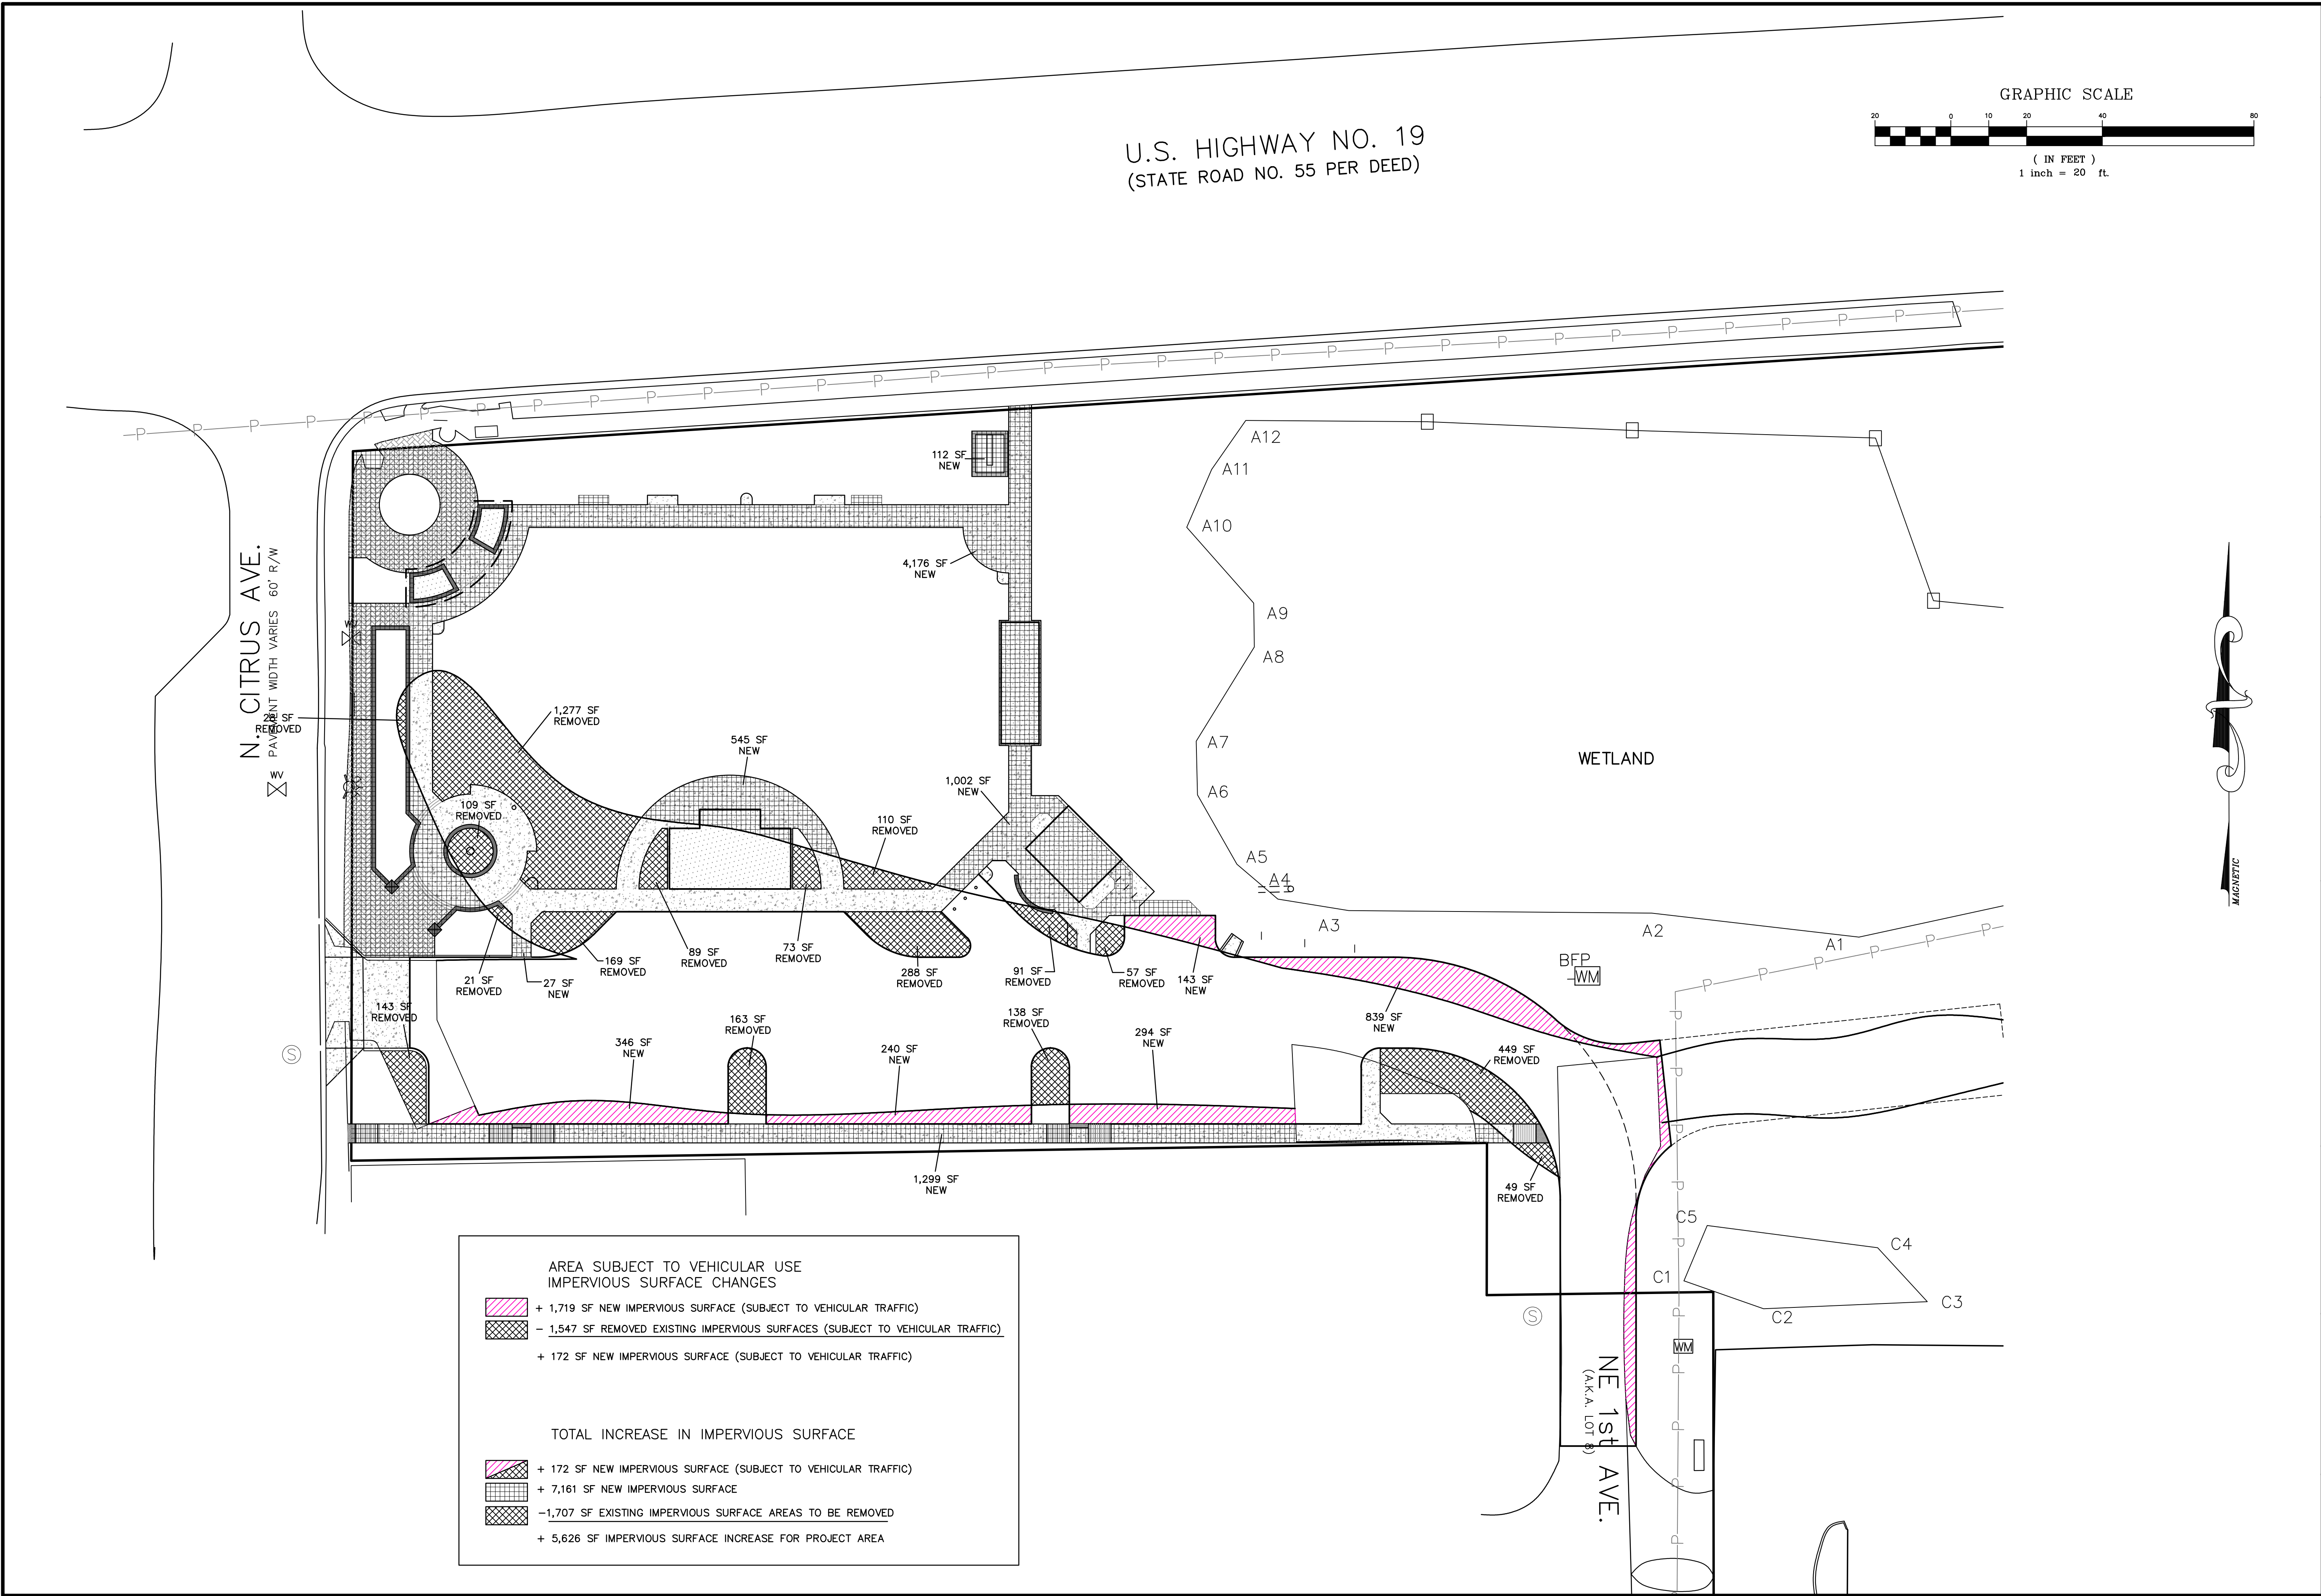 GRAPHIC SCALE
20 0 10 20 40 80
( IN FEET )
1 inch = 20 ft.
U.S. HIGHWAY NO. 19
(STATE ROAD NO. 55 PER DEED)
N. CITRUS AVE.
PAVEMENT WIDTH VARIES 60' R/W
WV
WV
112 SF
NEW
4,176 SF
NEW
A12
A11
A10
A9
A8
A7
A6
A5
A4
A3
A2
A1
WETLAND
MAGNETIC
28 SF
REMOVED
1,277 SF
REMOVED
545 SF
NEW
1,002 SF
NEW
109 SF
REMOVED
110 SF
REMOVED
21 SF
REMOVED
27 SF
NEW
169 SF
REMOVED
89 SF
REMOVED
73 SF
REMOVED
288 SF
REMOVED
91 SF
REMOVED
57 SF
REMOVED
143 SF
NEW
BFP
WM
839 SF
NEW
143 SF
REMOVED
346 SF
NEW
163 SF
REMOVED
240 SF
NEW
138 SF
REMOVED
294 SF
NEW
449 SF
REMOVED
1,299 SF
NEW
49 SF
REMOVED
S
S
C5
C4
C1
C2
C3
WM
NE 1st AVE.
(A.K.A. LOT 8)
P P P P P P P P P P P P P P P P P P P P P P P P P P P P P P P P P
P P P P P P
P P P P P P P P P P
AREA SUBJECT TO VEHICULAR USE
IMPERVIOUS SURFACE CHANGES
+ 1,719 SF NEW IMPERVIOUS SURFACE (SUBJECT TO VEHICULAR TRAFFIC)
- 1,547 SF REMOVED EXISTING IMPERVIOUS SURFACES (SUBJECT TO VEHICULAR TRAFFIC)
+ 172 SF NEW IMPERVIOUS SURFACE (SUBJECT TO VEHICULAR TRAFFIC)
TOTAL INCREASE IN IMPERVIOUS SURFACE
+ 172 SF NEW IMPERVIOUS SURFACE (SUBJECT TO VEHICULAR TRAFFIC)
+ 7,161 SF NEW IMPERVIOUS SURFACE
-1,707 SF EXISTING IMPERVIOUS SURFACE AREAS TO BE REMOVED
+ 5,626 SF IMPERVIOUS SURFACE INCREASE FOR PROJECT AREA